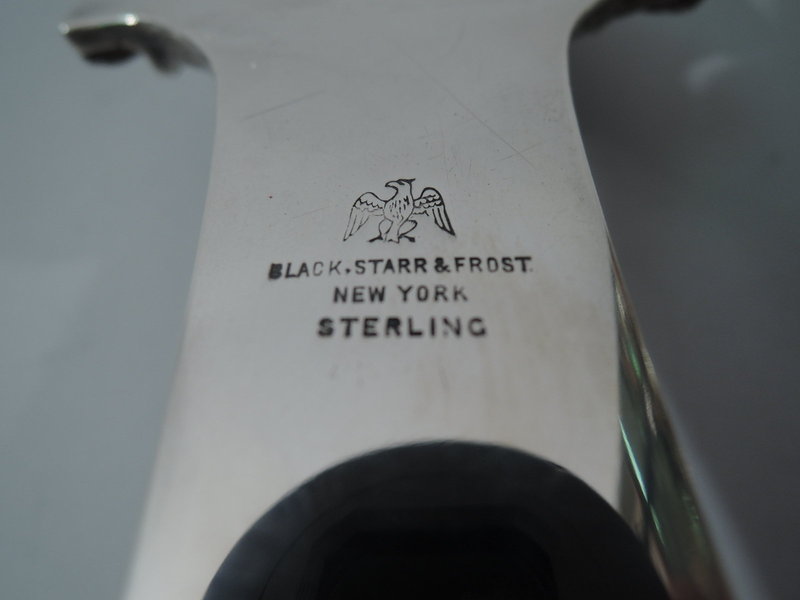 BLACK, STARR & FROST.
NEW YORK
STERLING